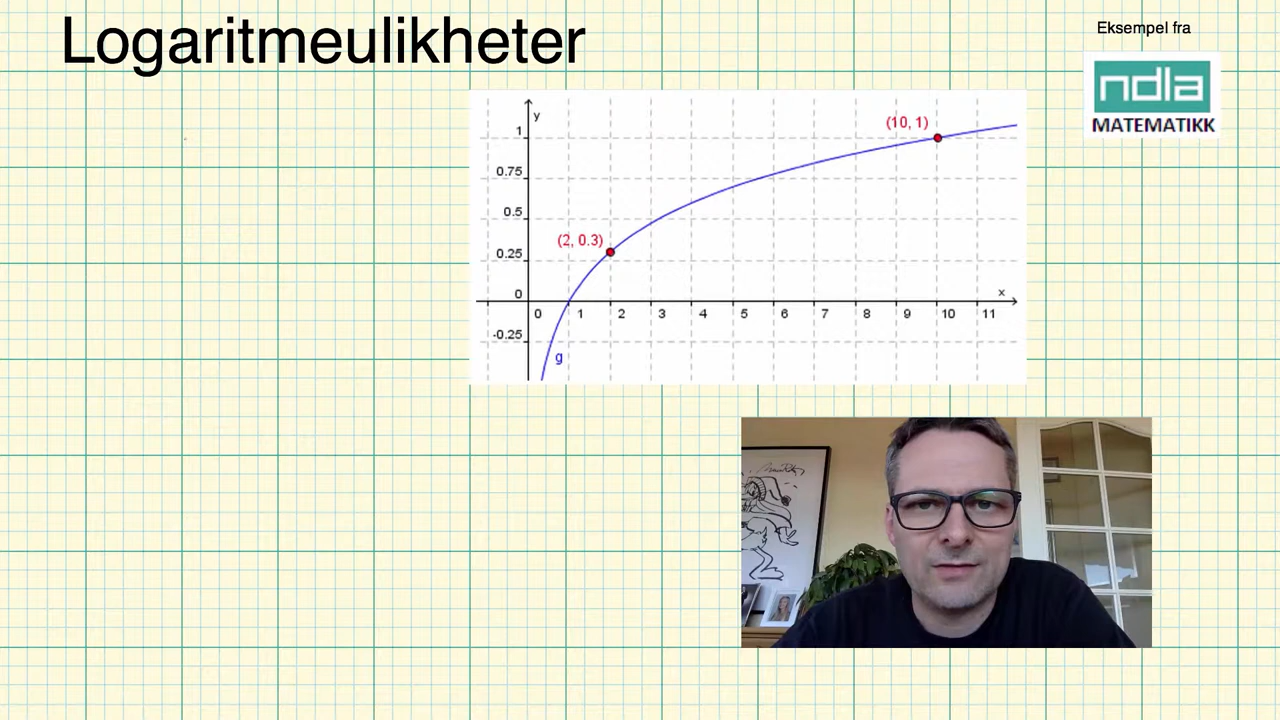 Logaritmeulikheter
Eksempel fra
ndla
MATEMATIKK
y
(10, 1)
1
0.75
0.5
(2, 0.3)
0.25
0
x
0 1 2 3 4 5 6 7 8 9 10 11
-0.25
g